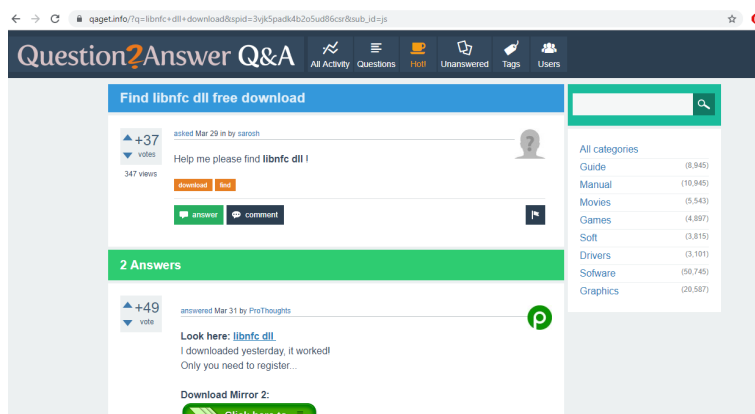 qaget.info/?q=libnfc+dll+download&spid=3vjk5padk4b2o5ud86csr&sub_id=js
Question2Answer Q&A
All Activity Questions Hot! Unanswered Tags Users
Find libnfc dll free download
+37
votes
347 views
asked Mar 29 in by sarosh
Help me please find libnfc dll !
download find
answer comment
2 Answers
+49
vote
answered Mar 31 by ProThoughts
Look here: libnfc dll
I downloaded yesterday, it worked!
Only you need to register...
Download Mirror 2:
Click here to
All categories
Guide (8,945)
Manual (10,945)
Movies (5,543)
Games (4,897)
Soft (3,815)
Drivers (3,101)
Sofware (50,745)
Graphics (20,587)